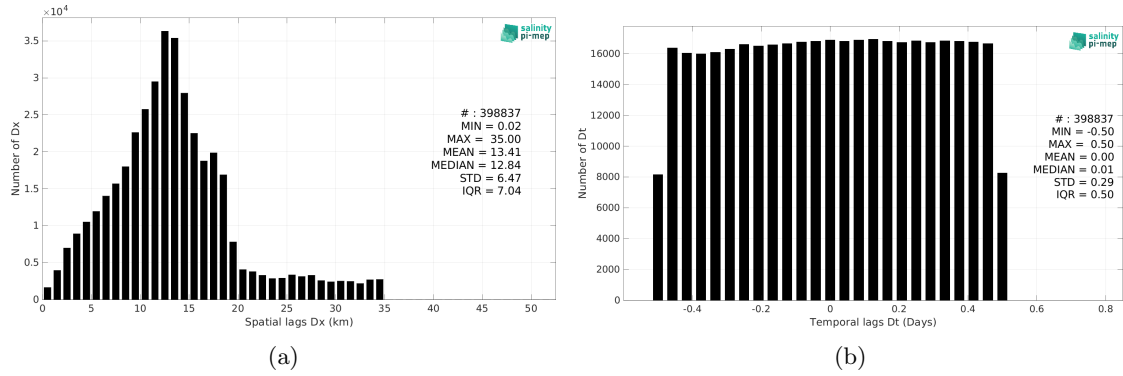 ×10⁴
3.5
3
2.5
2
1.5
1
0.5
0
Number of Dx
salinity
pi-mep
# : 398837
MIN = 0.02
MAX = 35.00
MEAN = 13.41
MEDIAN = 12.84
STD = 6.47
IQR = 7.04
0 5 10 15 20 25 30 35 40 45 50
Spatial lags Dx (km)
(a)
16000
14000
12000
10000
8000
6000
4000
2000
0
Number of Dt
salinity
pi-mep
# : 398837
MIN = -0.50
MAX = 0.50
MEAN = 0.00
MEDIAN = 0.01
STD = 0.29
IQR = 0.50
-0.4 -0.2 0 0.2 0.4 0.6 0.8
Temporal lags Dt (Days)
(b)